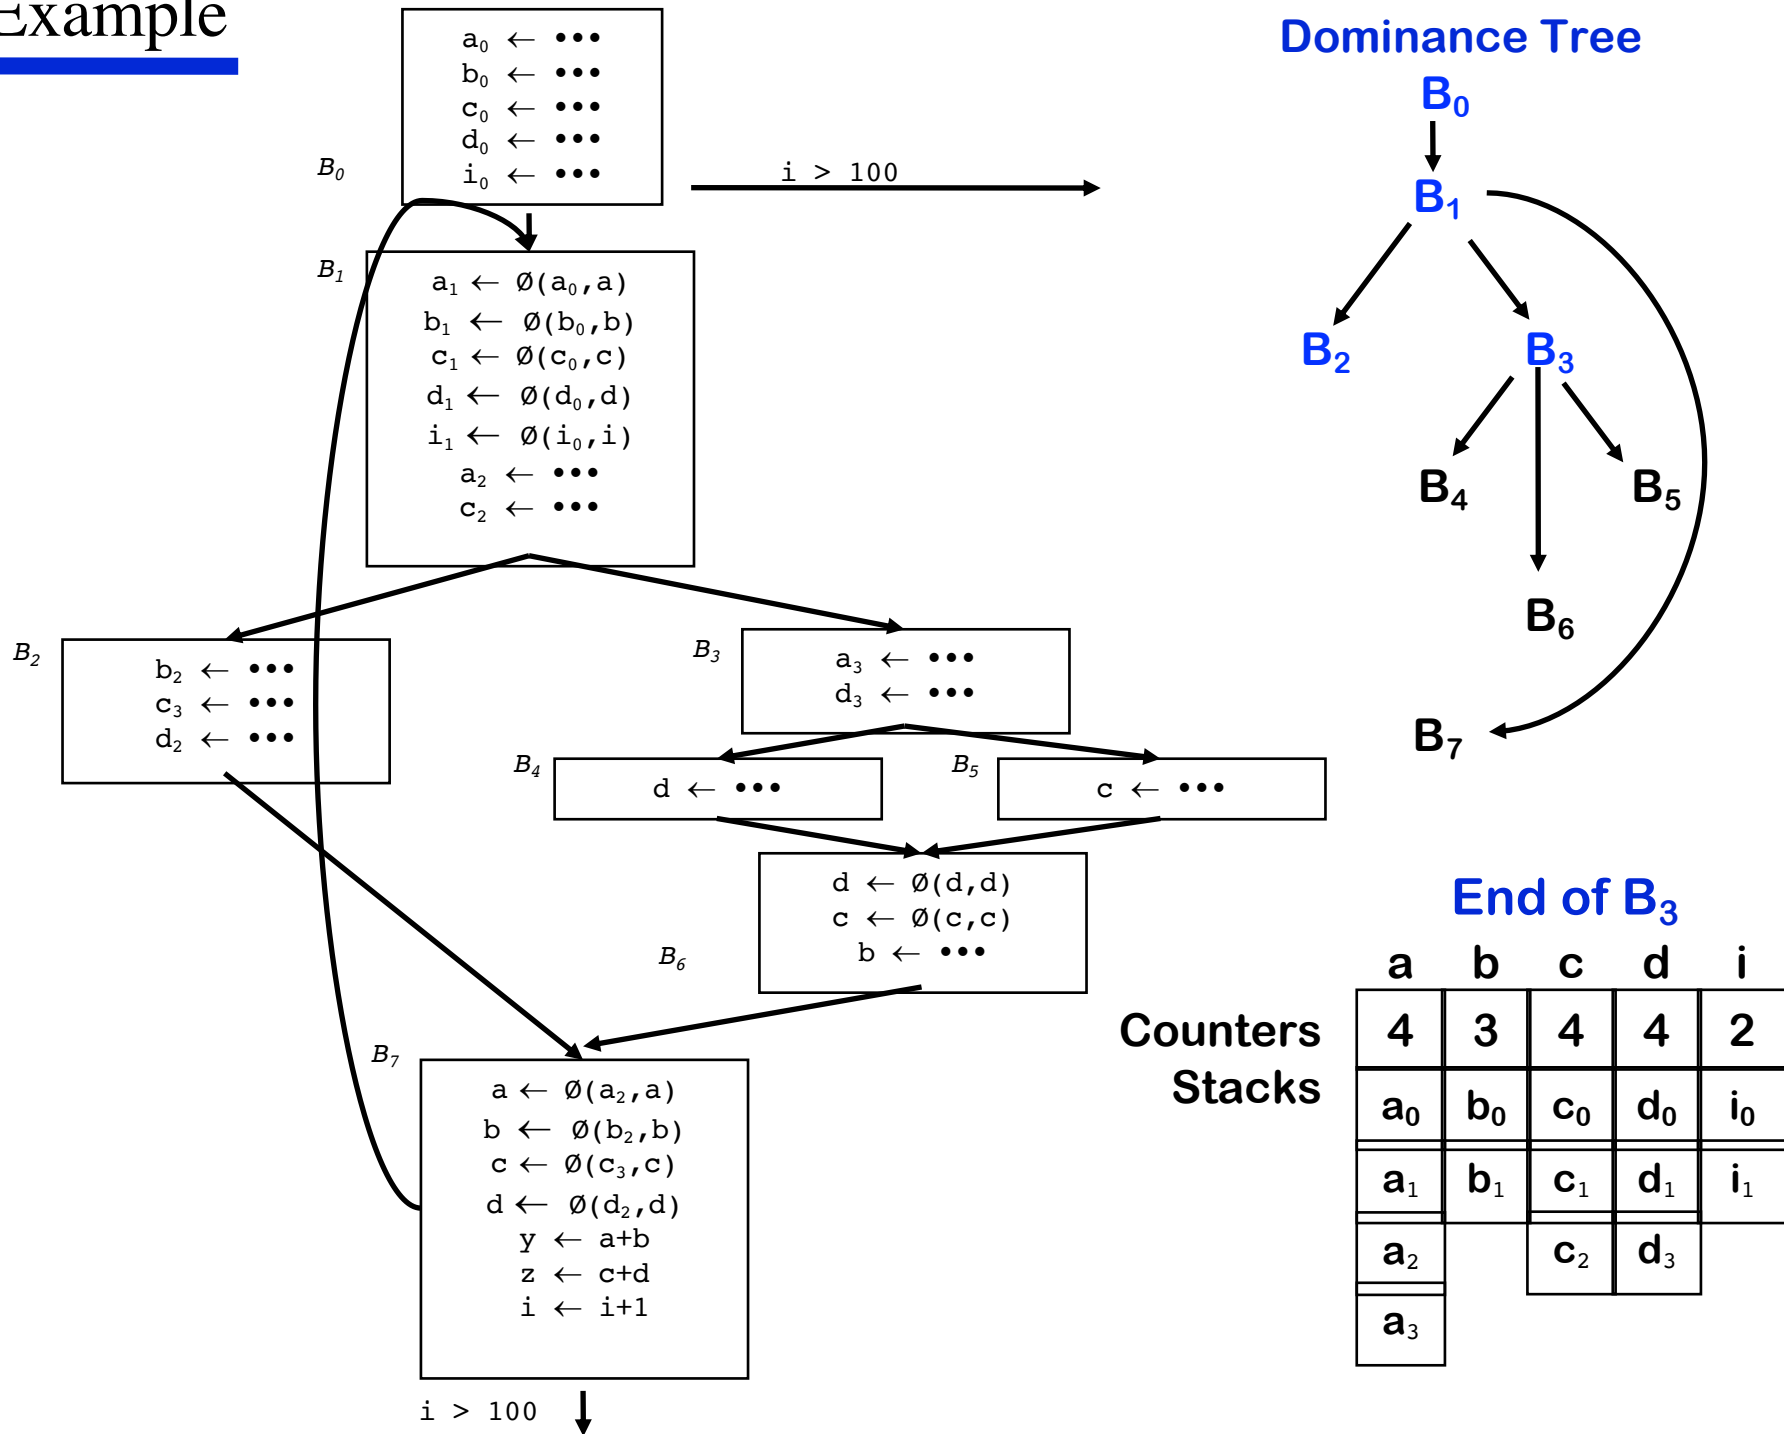 Example
B₀
a₀ ← •••
b₀ ← •••
c₀ ← •••
d₀ ← •••
i₀ ← •••
i > 100
B₁
a₁ ← Ø(a₀,a)
b₁ ← Ø(b₀,b)
c₁ ← Ø(c₀,c)
d₁ ← Ø(d₀,d)
i₁ ← Ø(i₀,i)
a₂ ← •••
c₂ ← •••
B₂
b₂ ← •••
c₃ ← •••
d₂ ← •••
B₃
a₃ ← •••
d₃ ← •••
B₄
d ← •••
B₅
c ← •••
B₆
d ← Ø(d,d)
c ← Ø(c,c)
b ← •••
B₇
a ← Ø(a₂,a)
b ← Ø(b₂,b)
c ← Ø(c₃,c)
d ← Ø(d₂,d)
y ← a+b
z ← c+d
i ← i+1
i > 100
Dominance Tree
B₀
B₁
B₂ B₃
B₄ B₅
B₆
B₇
End of B₃
a b c d i
Counters 4 3 4 4 2
Stacks a₀ b₀ c₀ d₀ i₀
a₁ b₁ c₁ d₁ i₁
a₂ c₂ d₃
a₃